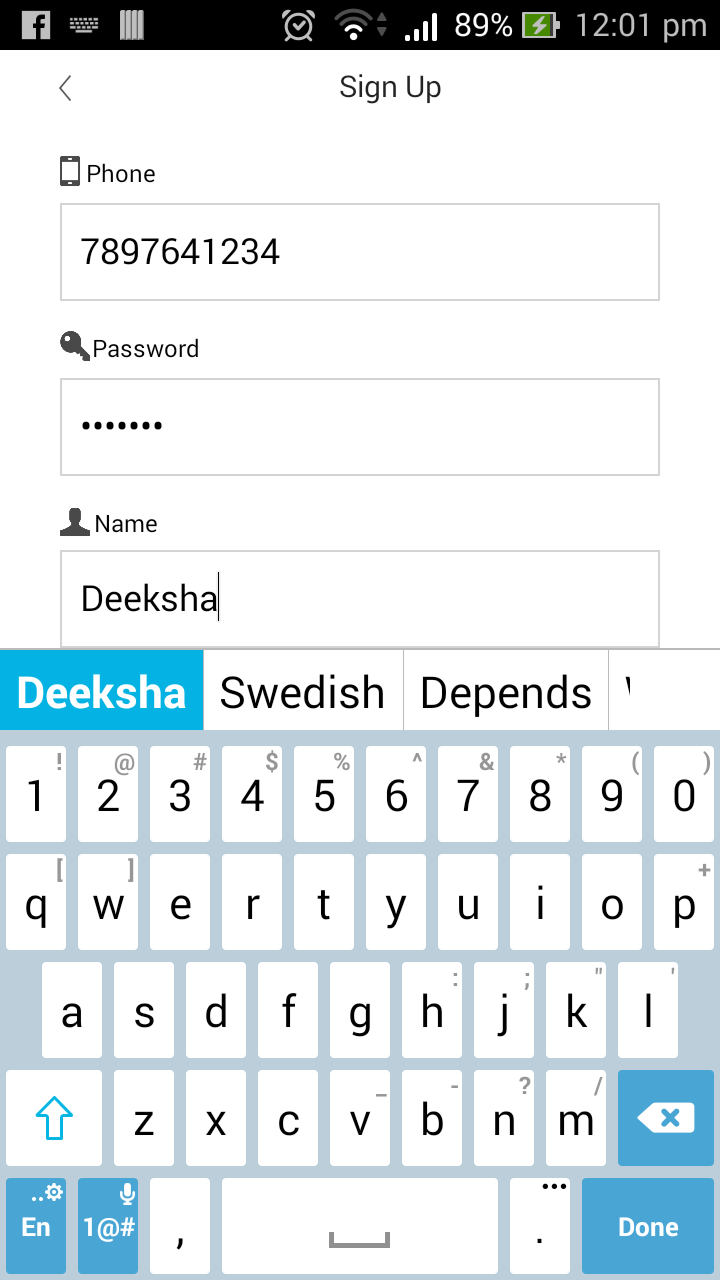 89% 12:01 pm
Sign Up
Phone
7897641234
Password
•••••••
Name
Deeksha
Deeksha Swedish Depends
! @ # $ % ^ & * ( )
1 2 3 4 5 6 7 8 9 0
[ ] +
q w e r t y u i o p
: ; " '
a s d f g h j k l
_ - ? /
z x c v b n m
En 1@# , . Done